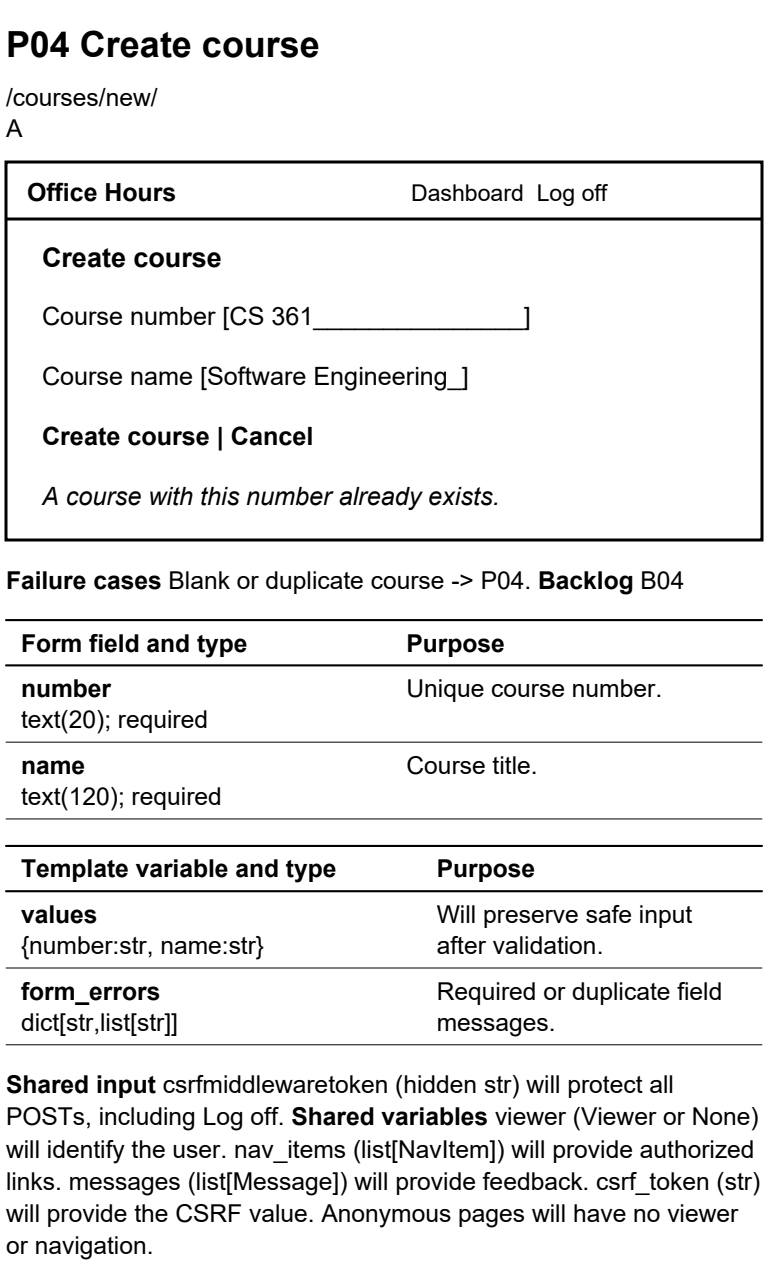 P04 Create course
/courses/new/
A
Office Hours Dashboard Log off
Create course
Course number [CS 361_______________]
Course name [Software Engineering_]
Create course | Cancel
A course with this number already exists.
Failure cases Blank or duplicate course -> P04. Backlog B04
Form field and type Purpose
number Unique course number.
text(20); required
name Course title.
text(120); required
Template variable and type Purpose
values Will preserve safe input
{number:str, name:str} after validation.
form_errors Required or duplicate field
dict[str,list[str]] messages.
Shared input csrfmiddlewaretoken (hidden str) will protect all
POSTs, including Log off. Shared variables viewer (Viewer or None)
will identify the user. nav_items (list[NavItem]) will provide authorized
links. messages (list[Message]) will provide feedback. csrf_token (str)
will provide the CSRF value. Anonymous pages will have no viewer
or navigation.